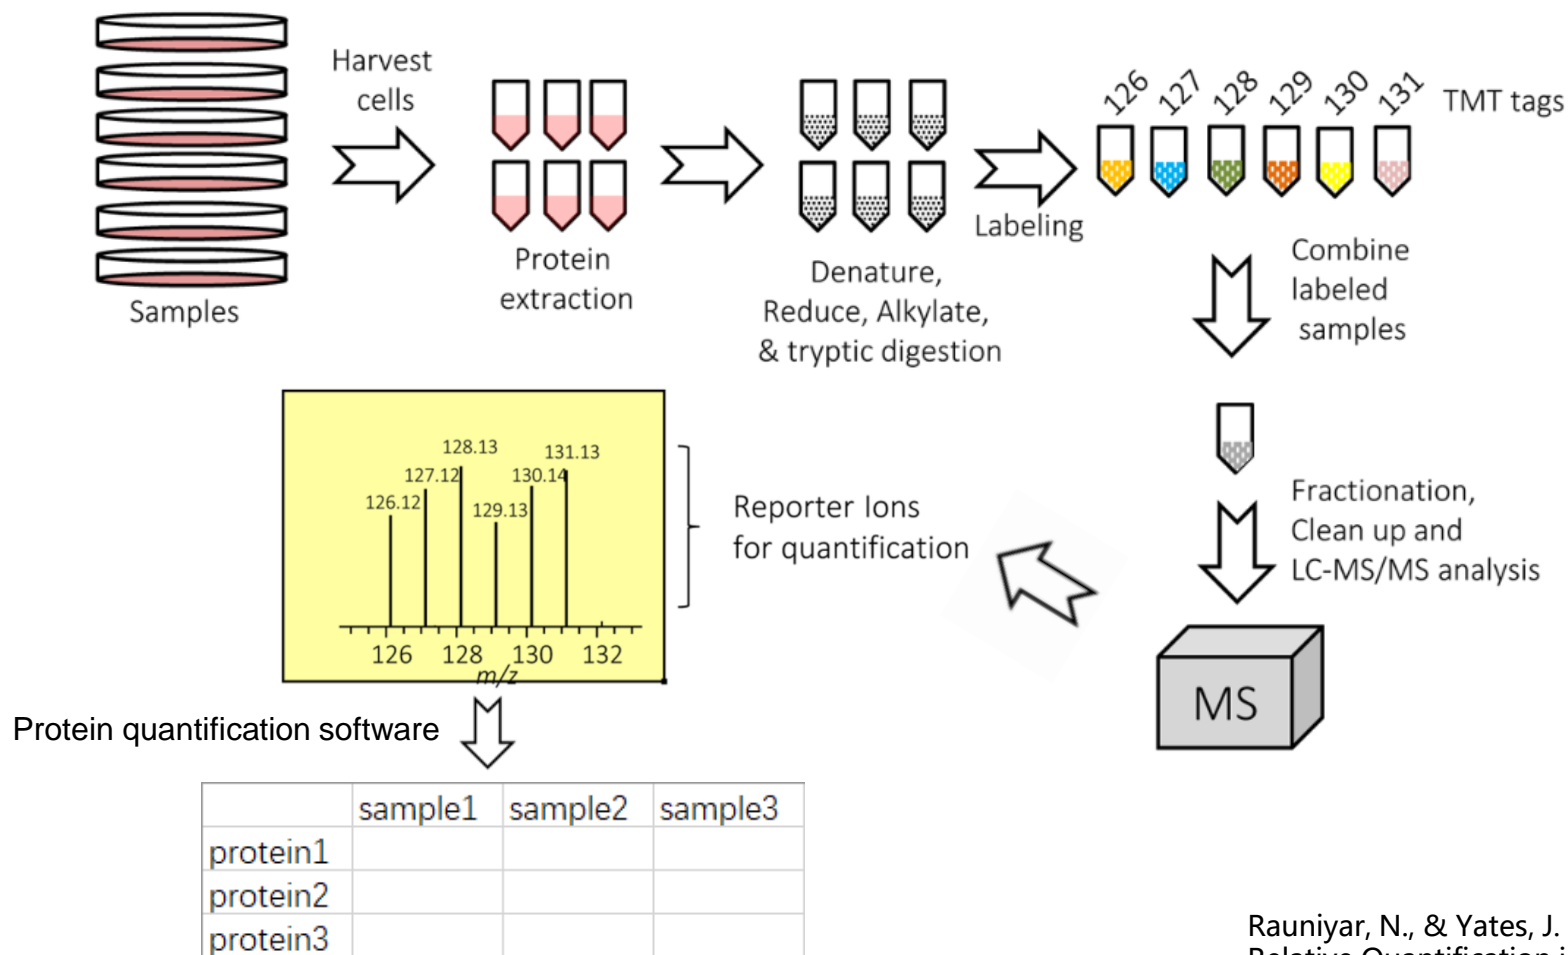 Samples
Harvest
cells
Protein
extraction
Denature,
Reduce, Alkylate,
& tryptic digestion
Labeling
126 127 128 129 130 131 TMT tags
Combine
labeled
samples
Fractionation,
Clean up and
LC-MS/MS analysis
MS
Reporter Ions
for quantification
126.12 127.12 128.13 129.13 130.14 131.13
126 128 130 132
m/z
Protein quantification software
sample1 sample2 sample3
protein1
protein2
protein3
Rauniyar, N., & Yates, J.
Relative Quantification i